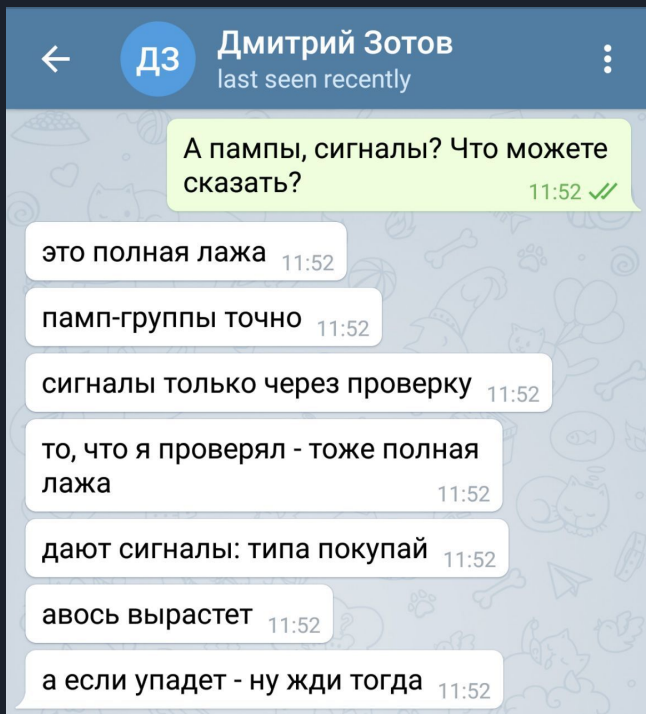 ДЗ
Дмитрий Зотов
last seen recently
А пампы, сигналы? Что можете
сказать?
11:52
это полная лажа 11:52
памп-группы точно 11:52
сигналы только через проверку 11:52
то, что я проверял - тоже полная
лажа 11:52
дают сигналы: типа покупай 11:52
авось вырастет 11:52
а если упадет - ну жди тогда 11:52